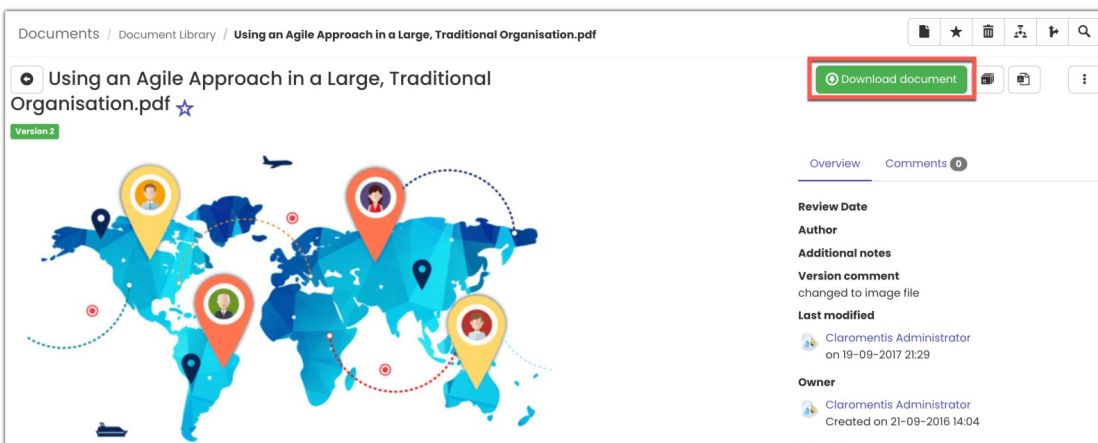 Documents / Document Library / Using an Agile Approach in a Large, Traditional Organisation.pdf
Using an Agile Approach in a Large, Traditional
Organisation.pdf
Version 2
Download document
Overview Comments 0
Review Date
Author
Additional notes
Version comment
changed to image file
Last modified
Claromentis Administrator
on 19-09-2017 21:29
Owner
Claromentis Administrator
Created on 21-09-2016 14:04